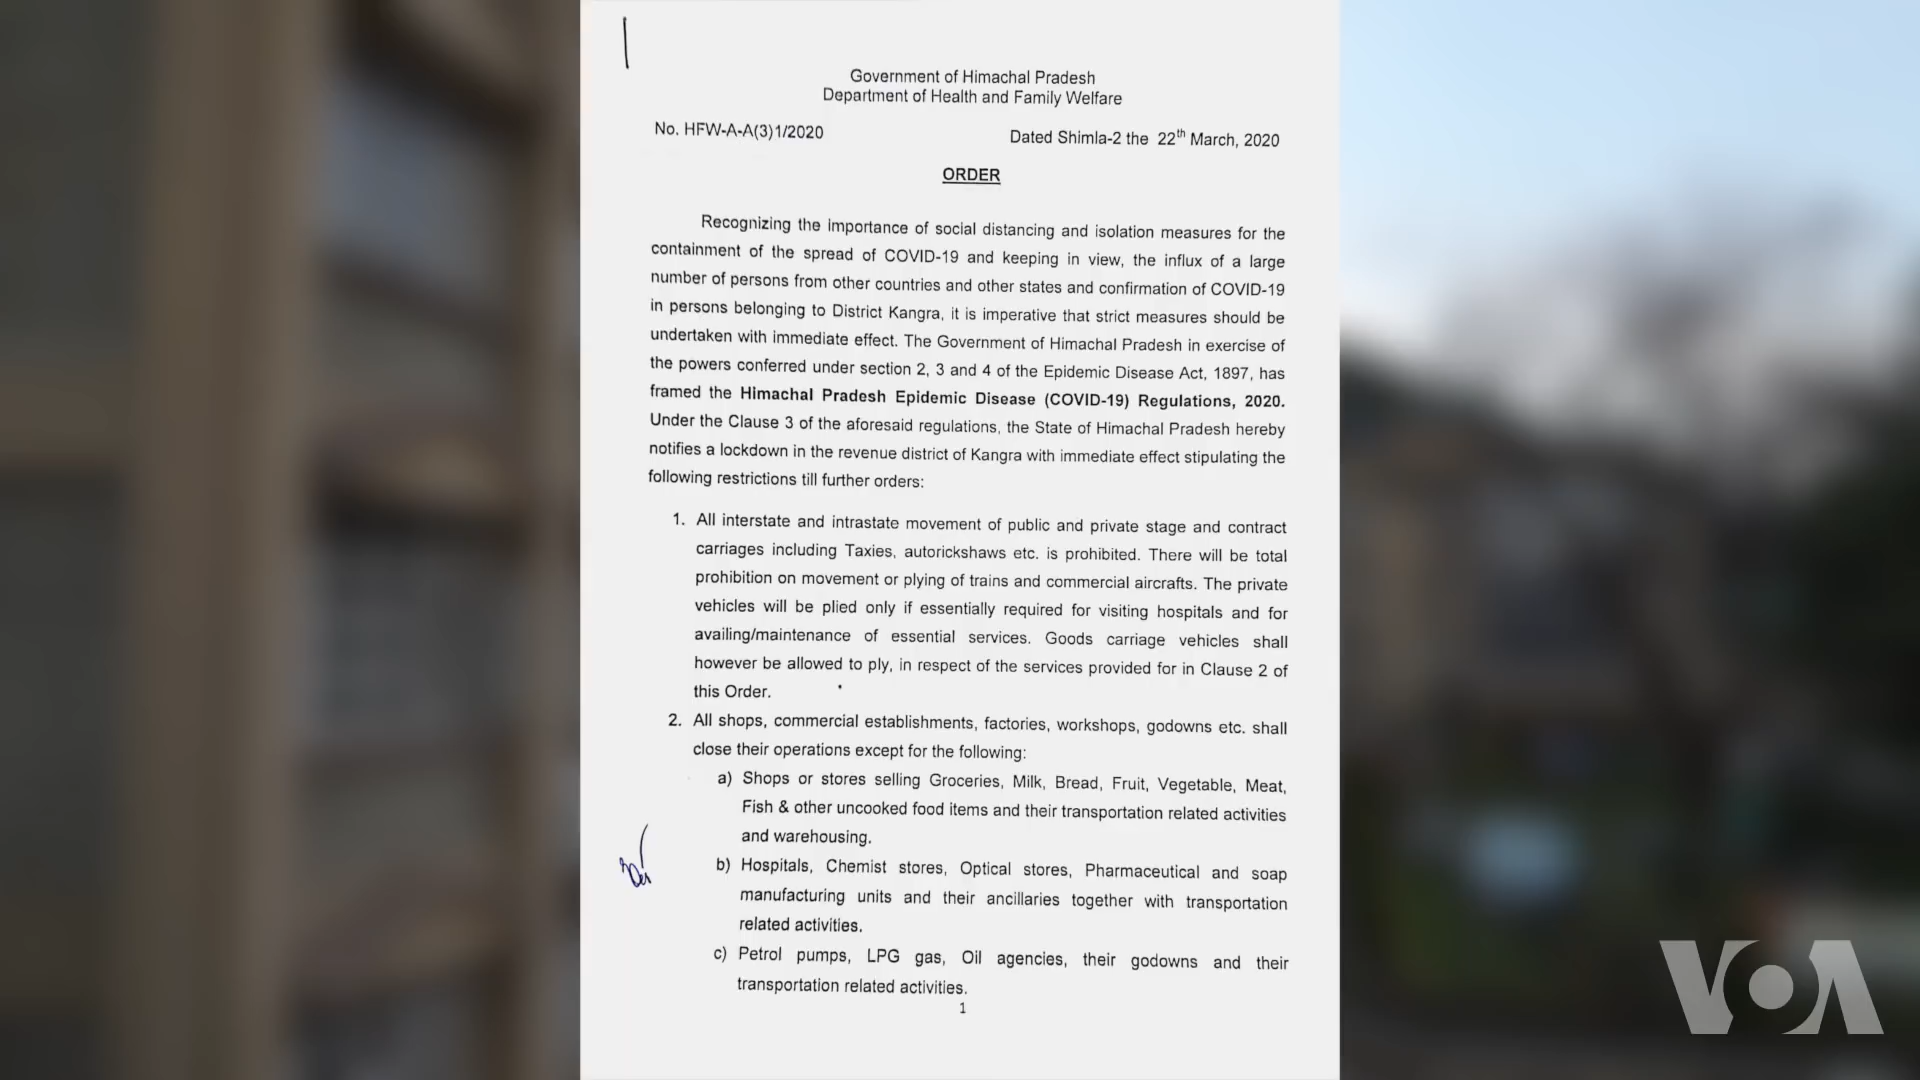 Government of Himachal Pradesh
Department of Health and Family Welfare
No. HFW-A-A(3)1/2020
Dated Shimla-2 the 22th March, 2020
ORDER
Recognizing the importance of social distancing and isolation measures for the
containment of the spread of COVID-19 and keeping in view, the influx of a large
number of persons from other countries and other states and confirmation of COVID-19
in persons belonging to District Kangra, it is imperative that strict measures should be
undertaken with immediate effect. The Government of Himachal Pradesh in exercise of
the powers conferred under section 2, 3 and 4 of the Epidemic Disease Act, 1897, has
framed the Himachal Pradesh Epidemic Disease (COVID-19) Regulations, 2020.
Under the Clause 3 of the aforesaid regulations, the State of Himachal Pradesh hereby
notifies a lockdown in the revenue district of Kangra with immediate effect stipulating the
following restrictions till further orders:
1. All interstate and intrastate movement of public and private stage and contract
carriages including Taxies, autorickshaws etc. is prohibited. There will be total
prohibition on movement or plying of trains and commercial aircrafts. The private
vehicles will be plied only if essentially required for visiting hospitals and for
availing/maintenance of essential services. Goods carriage vehicles shall
however be allowed to ply, in respect of the services provided for in Clause 2 of
this Order.
2. All shops, commercial establishments, factories, workshops, godowns etc. shall
close their operations except for the following:
a) Shops or stores selling Groceries, Milk, Bread, Fruit, Vegetable, Meat,
Fish & other uncooked food items and their transportation related activities
and warehousing.
b) Hospitals, Chemist stores, Optical stores, Pharmaceutical and soap
manufacturing units and their ancillaries together with transportation
related activities.
c) Petrol pumps, LPG gas, Oil agencies, their godowns and their
transportation related activities.
1
VOA